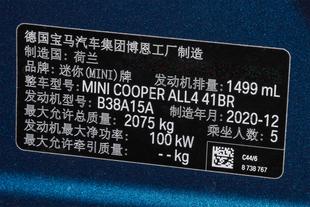 德国宝马汽车集团博恩工厂制造
制造国：荷兰
品牌：迷你(MINI)牌 发动机排量：1499 mL
整车型号：MINI COOPER ALL4 41BR
发动机型号：B38A15A 制造年月：2020-12
最大允许总质量：2075 kg 乘坐人数：5
发动机最大净功率：100 kW
最大允许牵引质量：--kg
C44/6
8 738 767